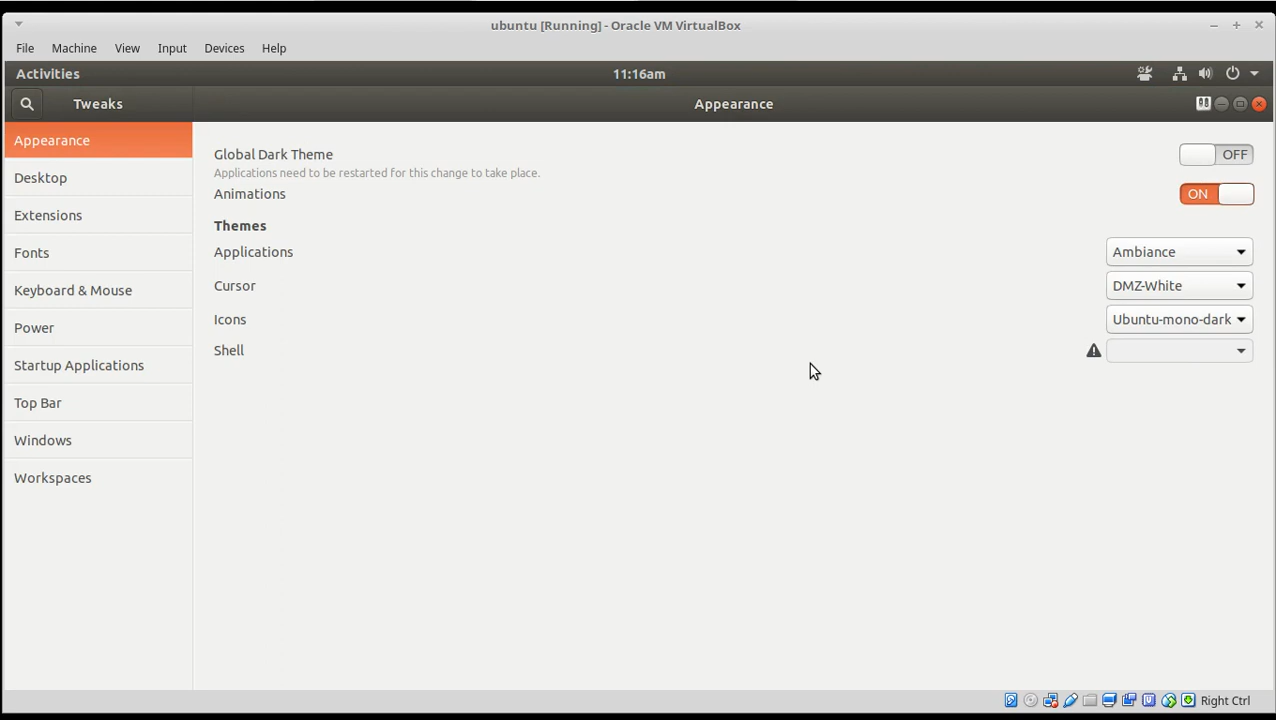 ubuntu [Running] - Oracle VM VirtualBox
File Machine View Input Devices Help
Activities 11:16am
Tweaks Appearance
Appearance
Desktop
Extensions
Fonts
Keyboard & Mouse
Power
Startup Applications
Top Bar
Windows
Workspaces
Global Dark Theme OFF
Applications need to be restarted for this change to take place.
Animations ON
Themes
Applications Ambiance
Cursor DMZ-White
Icons Ubuntu-mono-dark
Shell
Right Ctrl